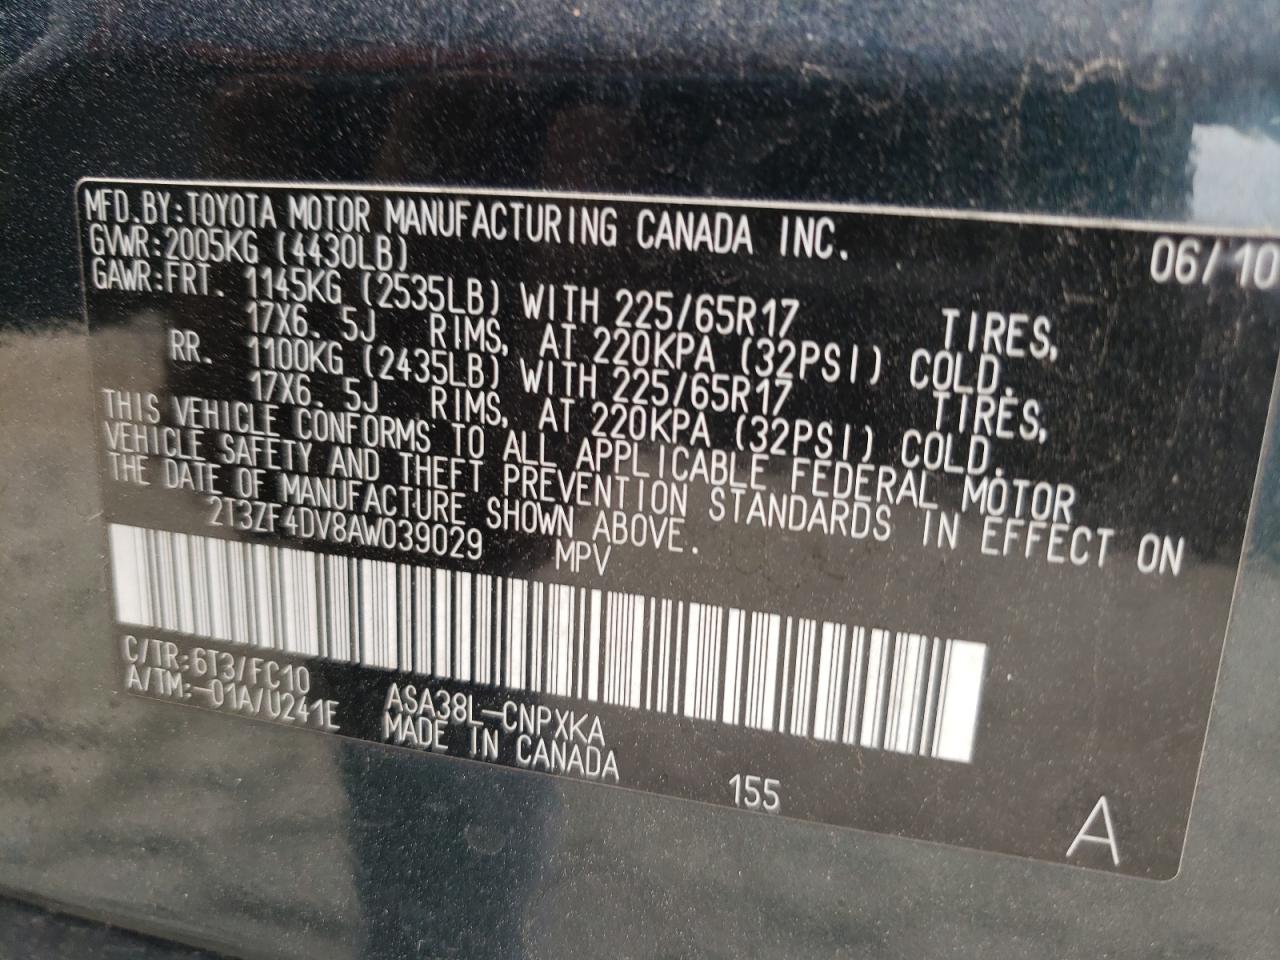 MFD.BY:TOYOTA MOTOR MANUFACTURING CANADA INC. 06/10
GVWR:2005KG (4430LB)
GAWR:FRT. 1145KG (2535LB) WITH 225/65R17 TIRES,
17X6.5J RIMS, AT 220KPA (32PSI) COLD.
RR. 1100KG (2435LB) WITH 225/65R17 TIRES,
17X6.5J RIMS, AT 220KPA (32PSI) COLD.
THIS VEHICLE CONFORMS TO ALL APPLICABLE FEDERAL MOTOR
VEHICLE SAFETY AND THEFT PREVENTION STANDARDS IN EFFECT ON
THE DATE OF MANUFACTURE SHOWN ABOVE.
2T3ZF4DV8AW039029 MPV
C/TR:6T3/FC10 ASA38L-CNPXKA
A/TM:-01A/U241E MADE IN CANADA
155
A